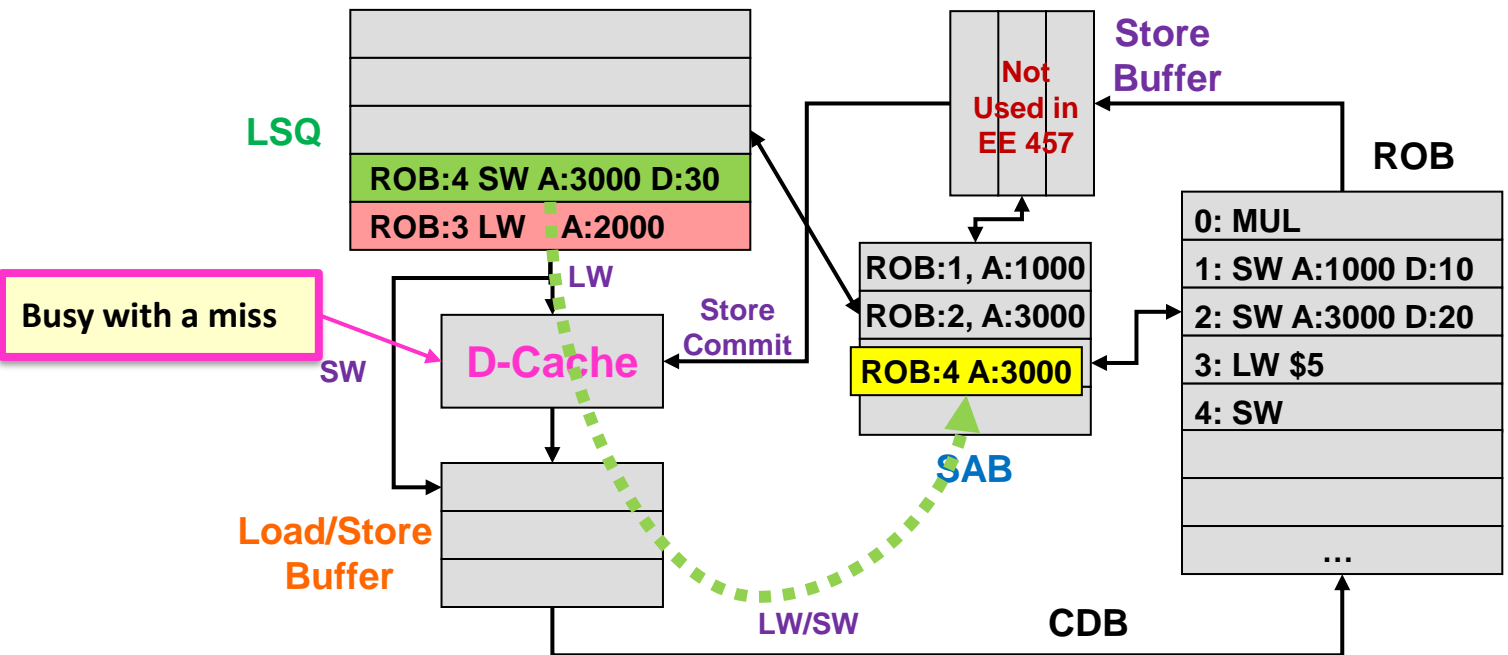 LSQ
ROB:4 SW A:3000 D:30
ROB:3 LW A:2000
Busy with a miss
SW
LW
D-Cache
Store
Commit
Load/Store
Buffer
LW/SW
CDB
Not
Used in
EE 457
Store
Buffer
ROB:1, A:1000
ROB:2, A:3000
ROB:4 A:3000
SAB
ROB
0: MUL
1: SW A:1000 D:10
2: SW A:3000 D:20
3: LW $5
4: SW
...